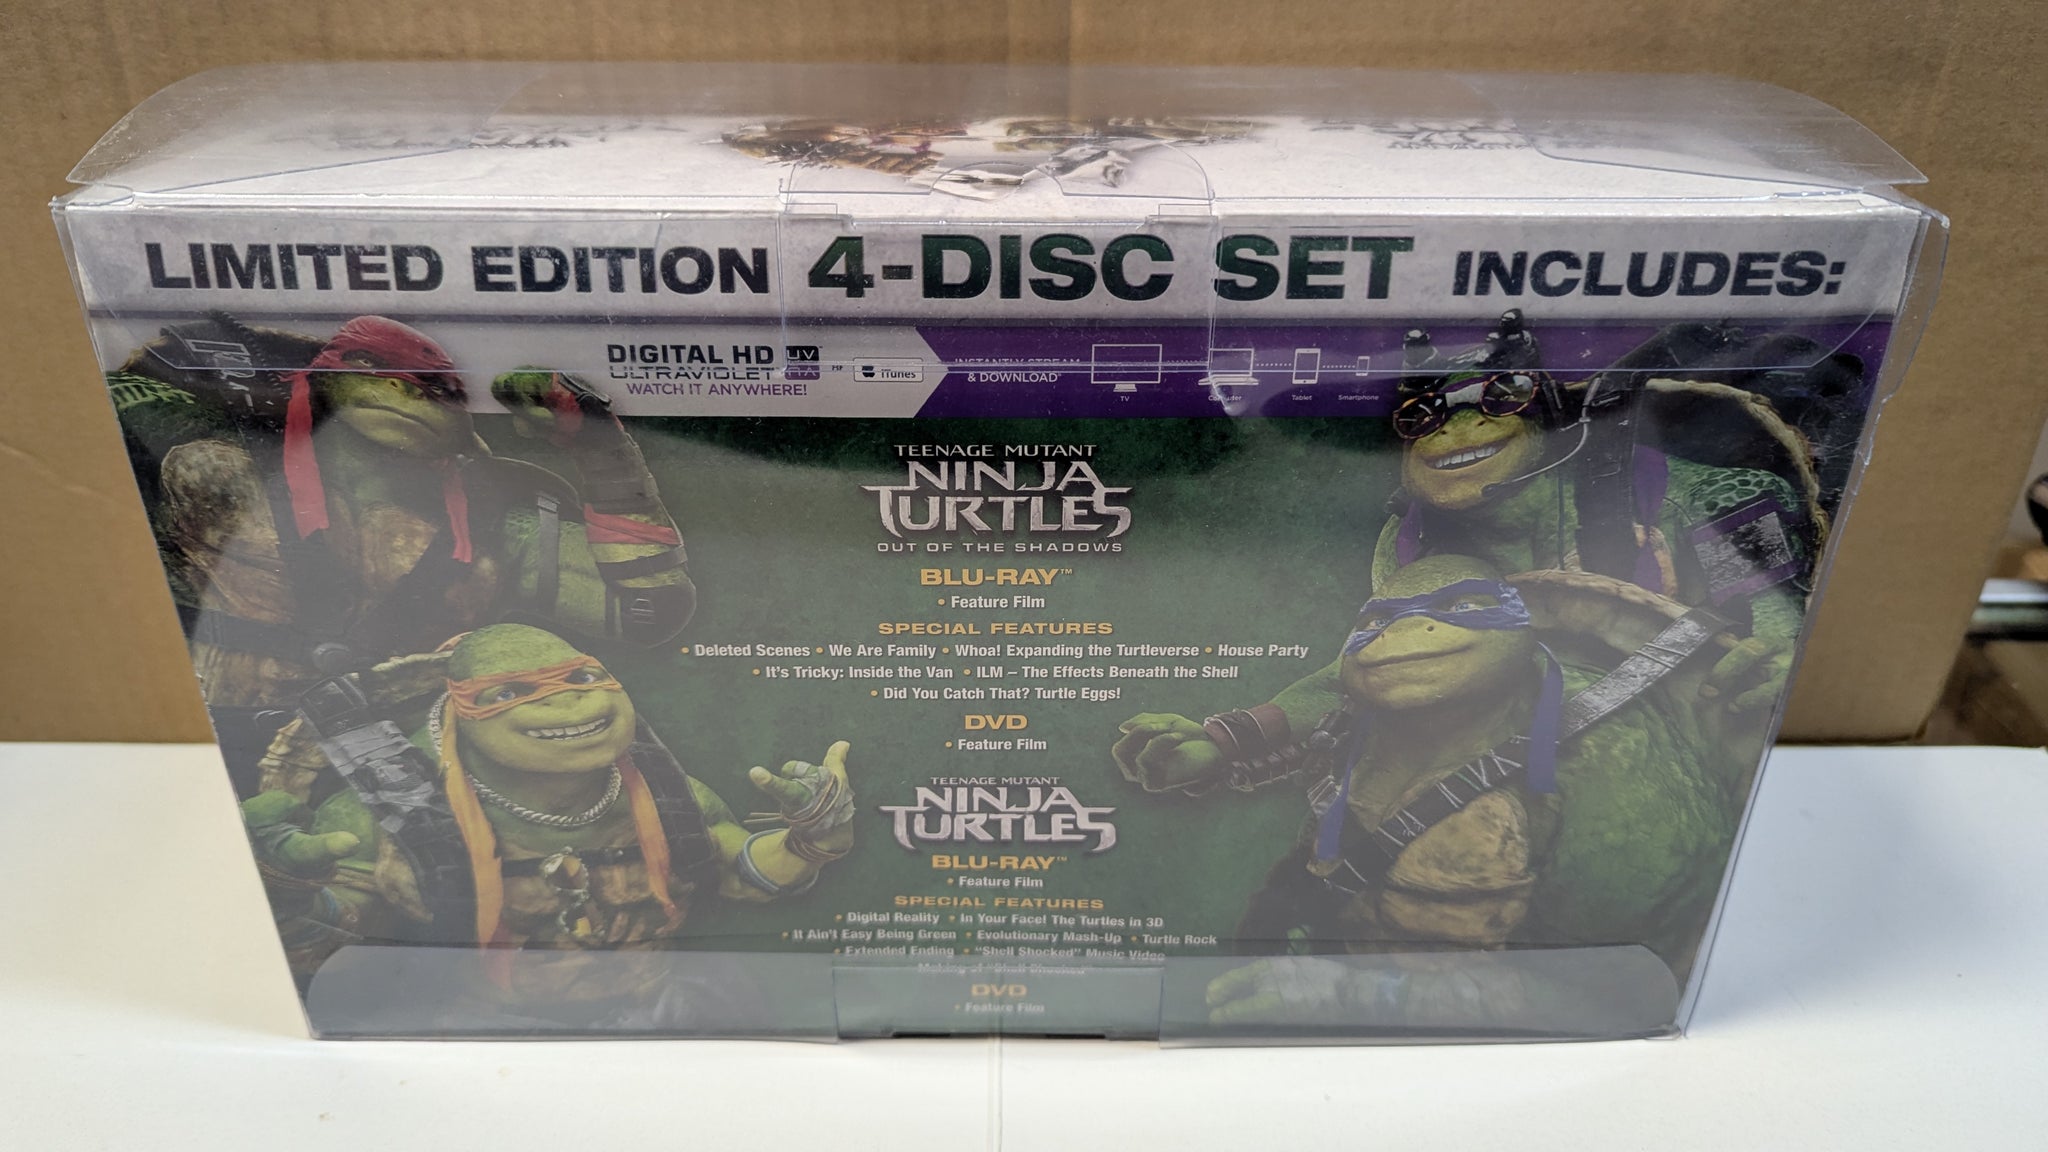 LIMITED EDITION 4-DISC SET INCLUDES:
DIGITAL HD UV
ULTRAVIOLET
WATCH IT ANYWHERE!
iTunes
INSTANTLY STREAM
& DOWNLOAD
TV
Computer
Tablet
Smartphone
TEENAGE MUTANT
NINJA
TURTLES
OUT OF THE SHADOWS
BLU-RAY™
• Feature Film
SPECIAL FEATURES
• Deleted Scenes • We Are Family • Whoa! Expanding the Turtleverse • House Party
• It's Tricky: Inside the Van • ILM – The Effects Beneath the Shell
• Did You Catch That? Turtle Eggs!
DVD
• Feature Film
TEENAGE MUTANT
NINJA
TURTLES
BLU-RAY™
• Feature Film
SPECIAL FEATURES
• Digital Reality • In Your Face! The Turtles in 3D
• It Ain't Easy Being Green • Evolutionary Mash-Up • Turtle Rock
• Extended Ending • "Shell Shocked" Music Video
Making of "Shell Shocked"
DVD
• Feature Film